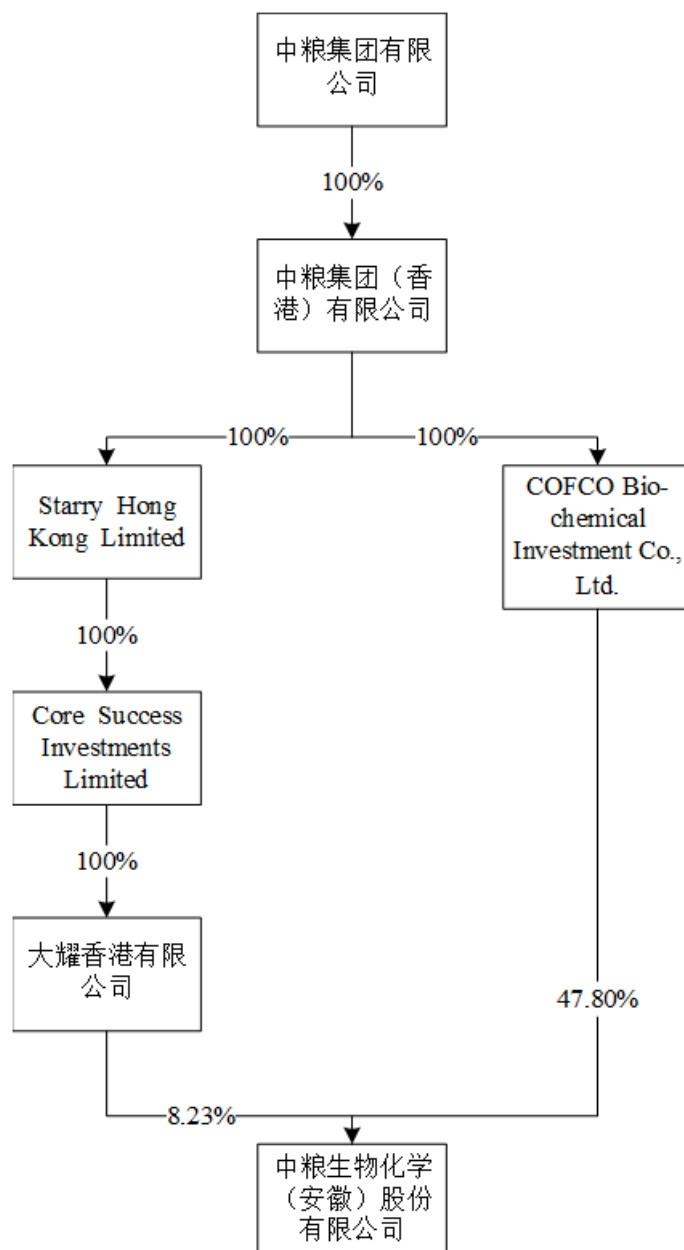 中粮集团有限
公司
100%
中粮集团（香
港）有限公司
100%
100%
Starry Hong
Kong Limited
COFCO Bio-
chemical
Investment Co.,
Ltd.
100%
Core Success
Investments
Limited
100%
大耀香港有限
公司
47.80%
8.23%
中粮生物化学
（安徽）股份
有限公司